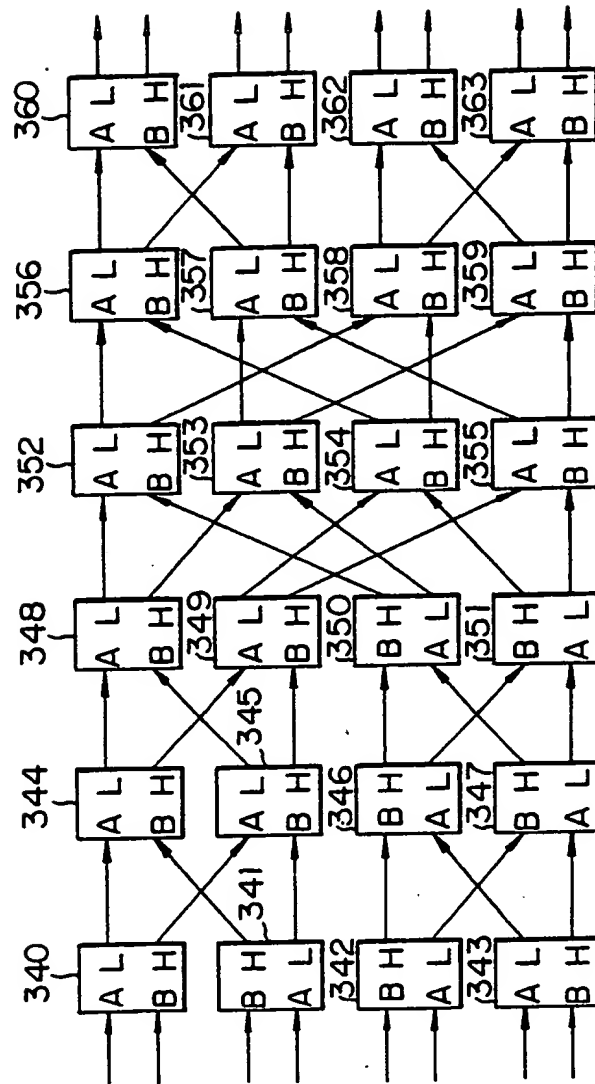 340 344 348 352 356 360
A L A L A L A L A L A L
B H B H B H B H B H B H
341 345 349 353 357 361
B H A L A L A L A L A L
A L B H B H B H B H B H
342 346 350 354 358 362
B H B H B H A L A L A L
A L A L A L B H B H B H
343 347 351 355 359 363
A L B H B H A L A L A L
B H A L A L B H B H B H